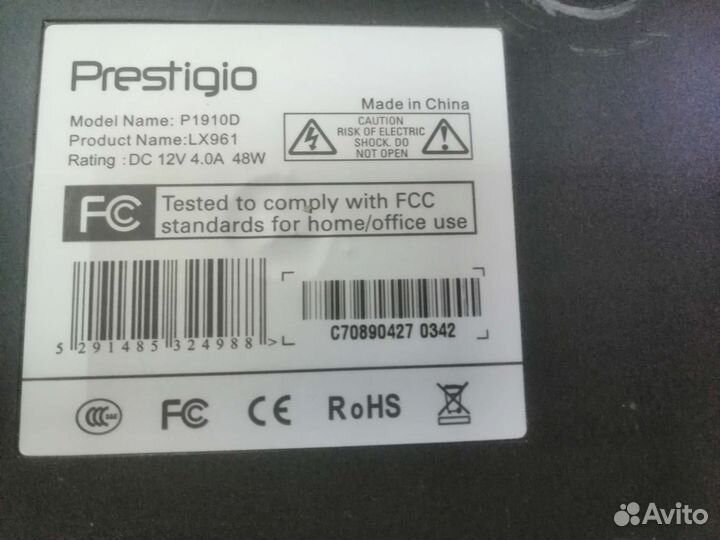 Prestigio
Made in China
Model Name: P1910D
Product Name:LX961
Rating :DC 12V 4.0A 48W
CAUTION
RISK OF ELECTRIC
SHOCK. DO
NOT OPEN
FC Tested to comply with FCC
standards for home/office use
5 291485 324988 >
C70890427 0342
CCC S&E FC CE RoHS
Avito